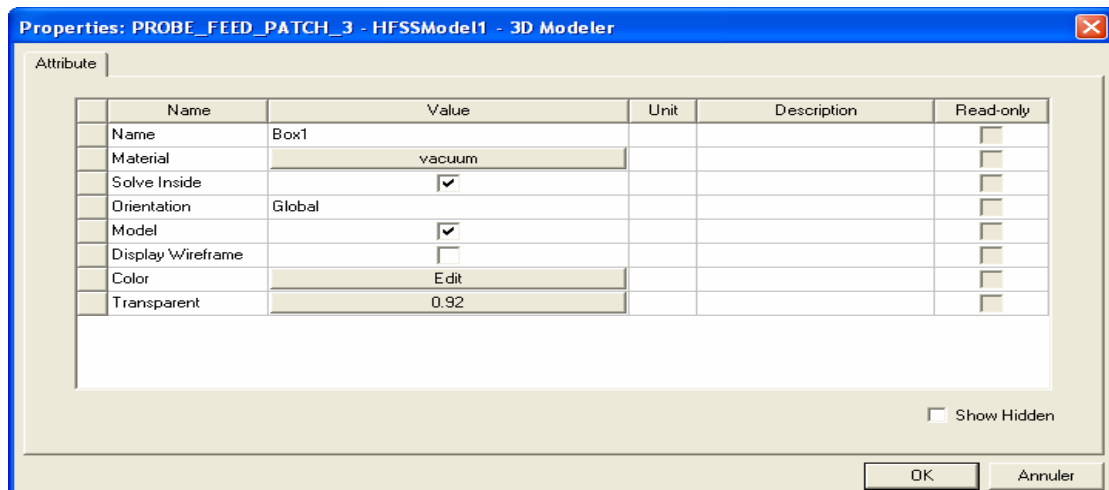 Properties: PROBE_FEED_PATCH_3 - HFSSModel1 - 3D Modeler
Attribute
Name Value Unit Description Read-only
Name Box1
Material vacuum
Solve Inside
Orientation Global
Model
Display Wireframe
Color Edit
Transparent 0.92
Show Hidden
OK Annuler